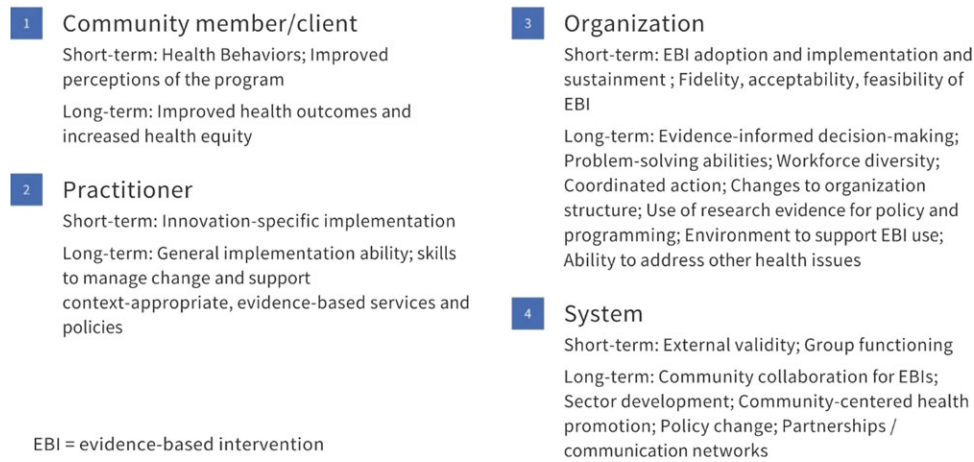 1 Community member/client
Short-term: Health Behaviors; Improved
perceptions of the program
Long-term: Improved health outcomes and
increased health equity
2 Practitioner
Short-term: Innovation-specific implementation
Long-term: General implementation ability; skills
to manage change and support
context-appropriate, evidence-based services and
policies
EBI = evidence-based intervention
3 Organization
Short-term: EBI adoption and implementation and
sustainment ; Fidelity, acceptability, feasibility of
EBI
Long-term: Evidence-informed decision-making;
Problem-solving abilities; Workforce diversity;
Coordinated action; Changes to organization
structure; Use of research evidence for policy and
programming; Environment to support EBI use;
Ability to address other health issues
4 System
Short-term: External validity; Group functioning
Long-term: Community collaboration for EBIs;
Sector development; Community-centered health
promotion; Policy change; Partnerships /
communication networks